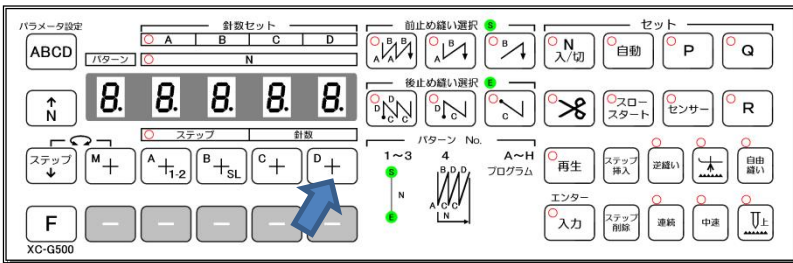 パラメータ設定
針数セット
前止め縫い選択 S
セット
ABCD
A B C D
パターン N
A A B B
A B
B
N 入/切
自動
P
Q
↑ N
8. 8. 8. 8. 8.
後止め縫い選択 E
D D C C
D C
C
スロースタート
センサー
R
ステップ 針数
パターン No.
1～3 4 A～H
プログラム
ステップ ↓
M
A 1-2
B SL
C
D
S
N
E
B D D
A C C
N
再生
ステップ挿入
逆縫い
自由縫い
F
エンター
入力
ステップ削除
連続
中速
上
XC-G500